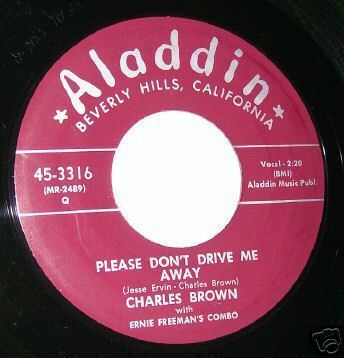 ★ Aladdin ★
BEVERLY HILLS, CALIFORNIA
45-3316
(MR-2489)
Q
Vocal - 2:20
(BMI)
Aladdin Music Publ.
PLEASE DON'T DRIVE ME
AWAY
(Jesse Ervin - Charles Brown)
CHARLES BROWN
with
ERNIE FREEMAN'S COMBO